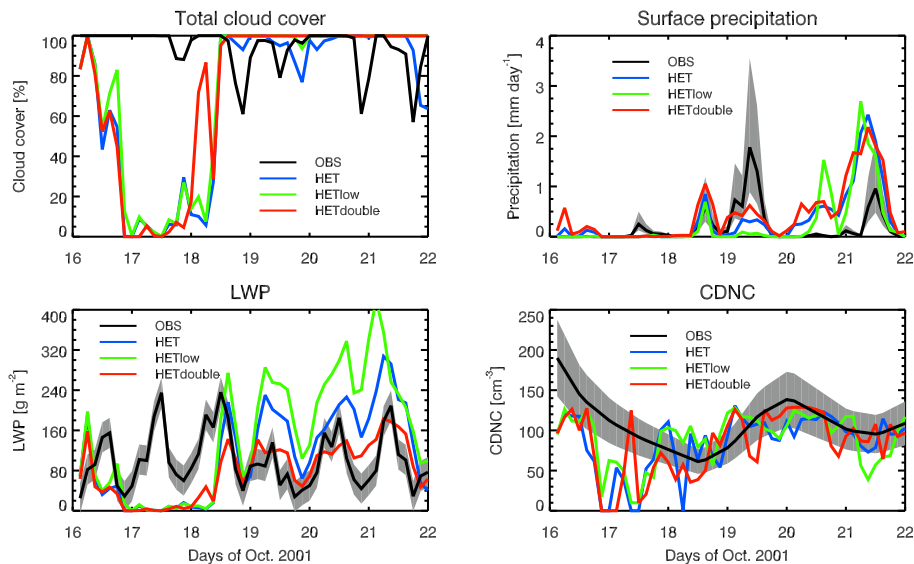 Total cloud cover
Cloud cover [%]
100
80
60
40
20
0
OBS
HET
HETlow
HETdouble
16 17 18 19 20 21 22
Surface precipitation
Precipitation [mm day⁻¹]
4
3
2
2
1
0
OBS
HET
HETlow
HETdouble
16 17 18 19 20 21 22
LWP
LWP [g m⁻²]
400
320
240
160
80
0
OBS
HET
HETlow
HETdouble
16 17 18 19 20 21 22
Days of Oct. 2001
CDNC
CDNC [cm⁻³]
250
200
150
100
50
0
OBS
HET
HETlow
HETdouble
16 17 18 19 20 21 22
Days of Oct. 2001